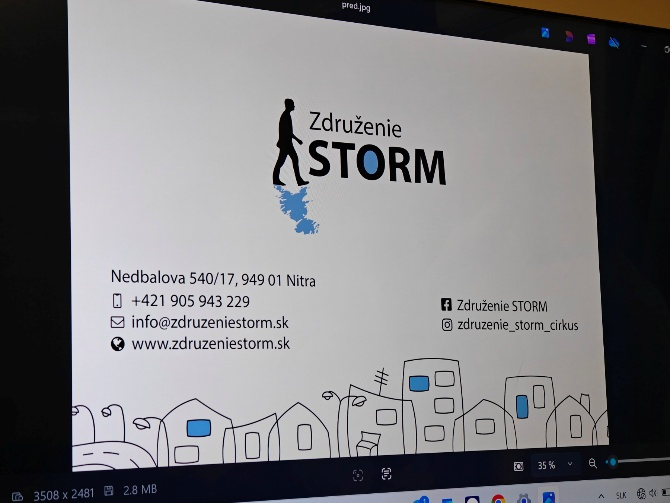 pred.jpg
Združenie
STORM
Nedbalova 540/17, 949 01 Nitra
+421 905 943 229
info@zdruzeniestorm.sk
www.zdruzeniestorm.sk
Združenie STORM
zdruzenie_storm_cirkus
3508 x 2481
2.8 MB
35 %
SLK